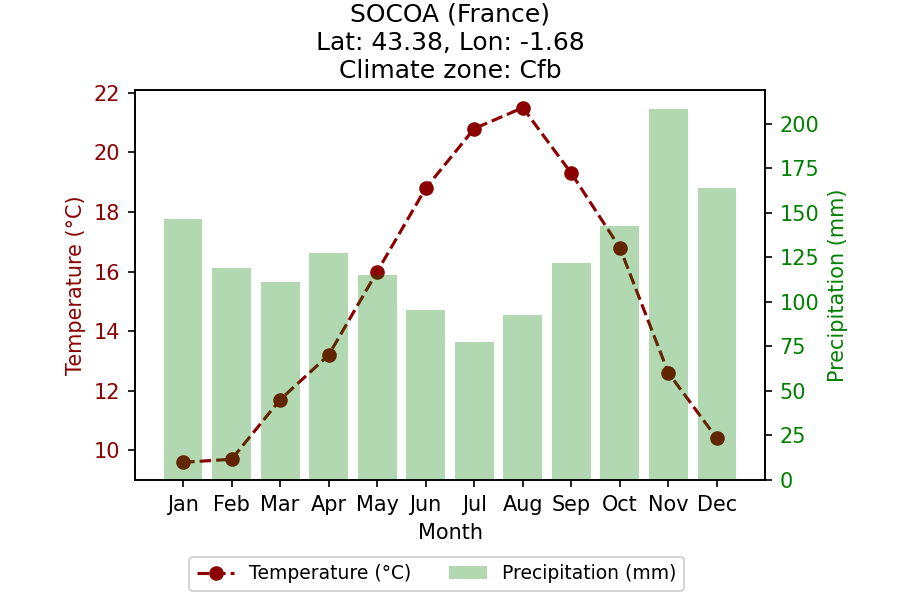 SOCOA (France)
Lat: 43.38, Lon: -1.68
Climate zone: Cfb
22
20
18
16
14
12
10
Temperature (°C)
200
175
150
125
100
75
50
25
0
Precipitation (mm)
Jan Feb Mar Apr May Jun Jul Aug Sep Oct Nov Dec
Month
Temperature (°C) Precipitation (mm)